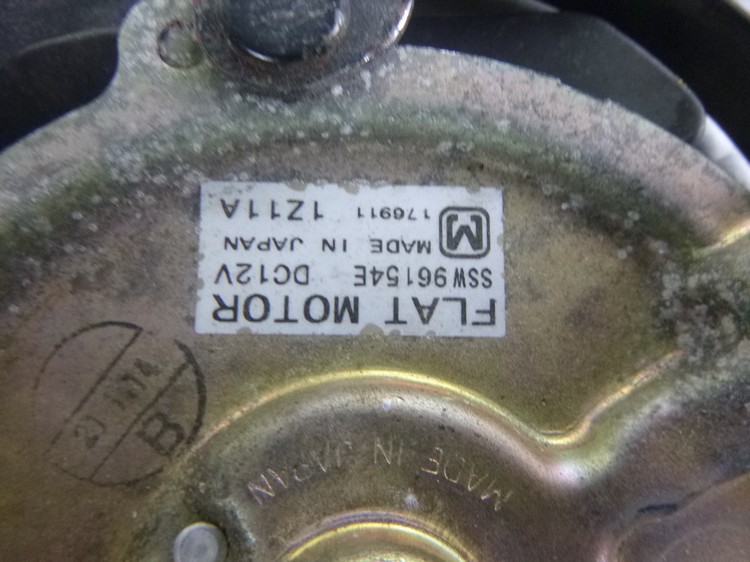 FLAT MOTOR
SSW96154E DC12V
M MADE IN JAPAN
176911 1Z11A
MADE IN JAPAN
B